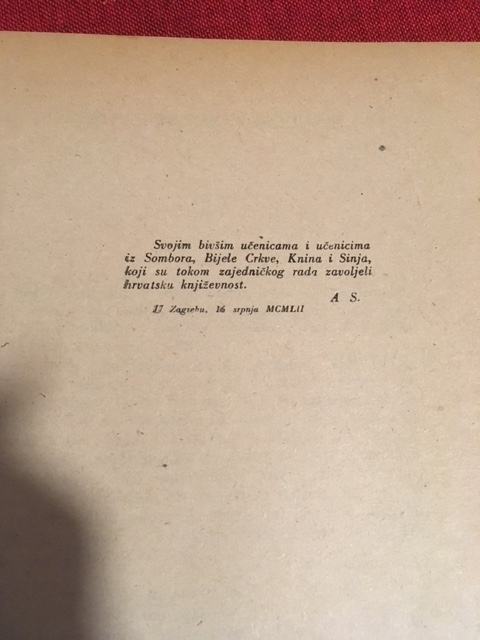 Svojim bivšim učenicama i učenicima
iz Sombora, Bijele Crkve, Knina i Sinja,
koji su tokom zajedničkog rada zavoljeli
hrvatsku književnost.
A S.
U Zagrebu, 16 srpnja MCMLII